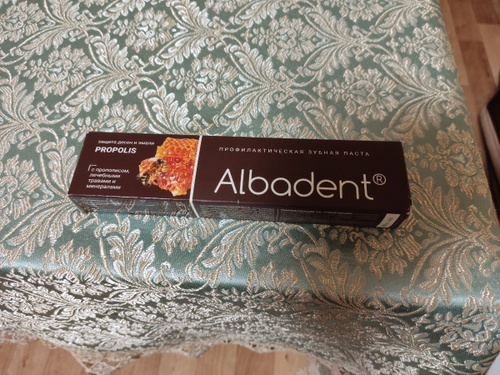 защита десен и эмали
PROPOLIS
с прополисом,
лечебными
травами и
минералами
ПРОФИЛАКТИЧЕСКАЯ ЗУБНАЯ ПАСТА
Albadent®